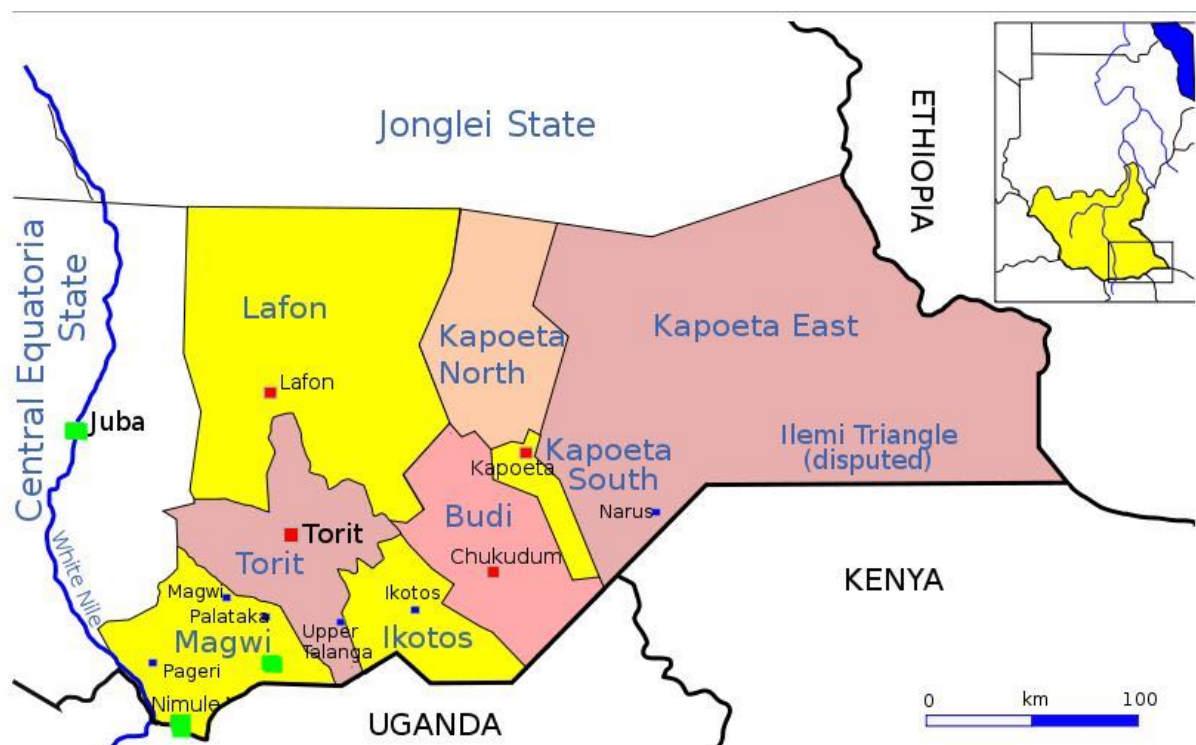 Jonglei State
ETHIOPIA
Central Equatoria
State
Lafon
Kapoeta
North
Kapoeta East
Lafon
Juba
Ilemi Triangle
(disputed)
Kapoeta
South
Kapoeta
Budi
Narus
Torit
Torit
Chukudum
White Nile
KENYA
Magwi
Ikotos
Palataka
Magwi
Upper
Talanga
Ikotos
Pageri
Nimule
UGANDA
0 km 100